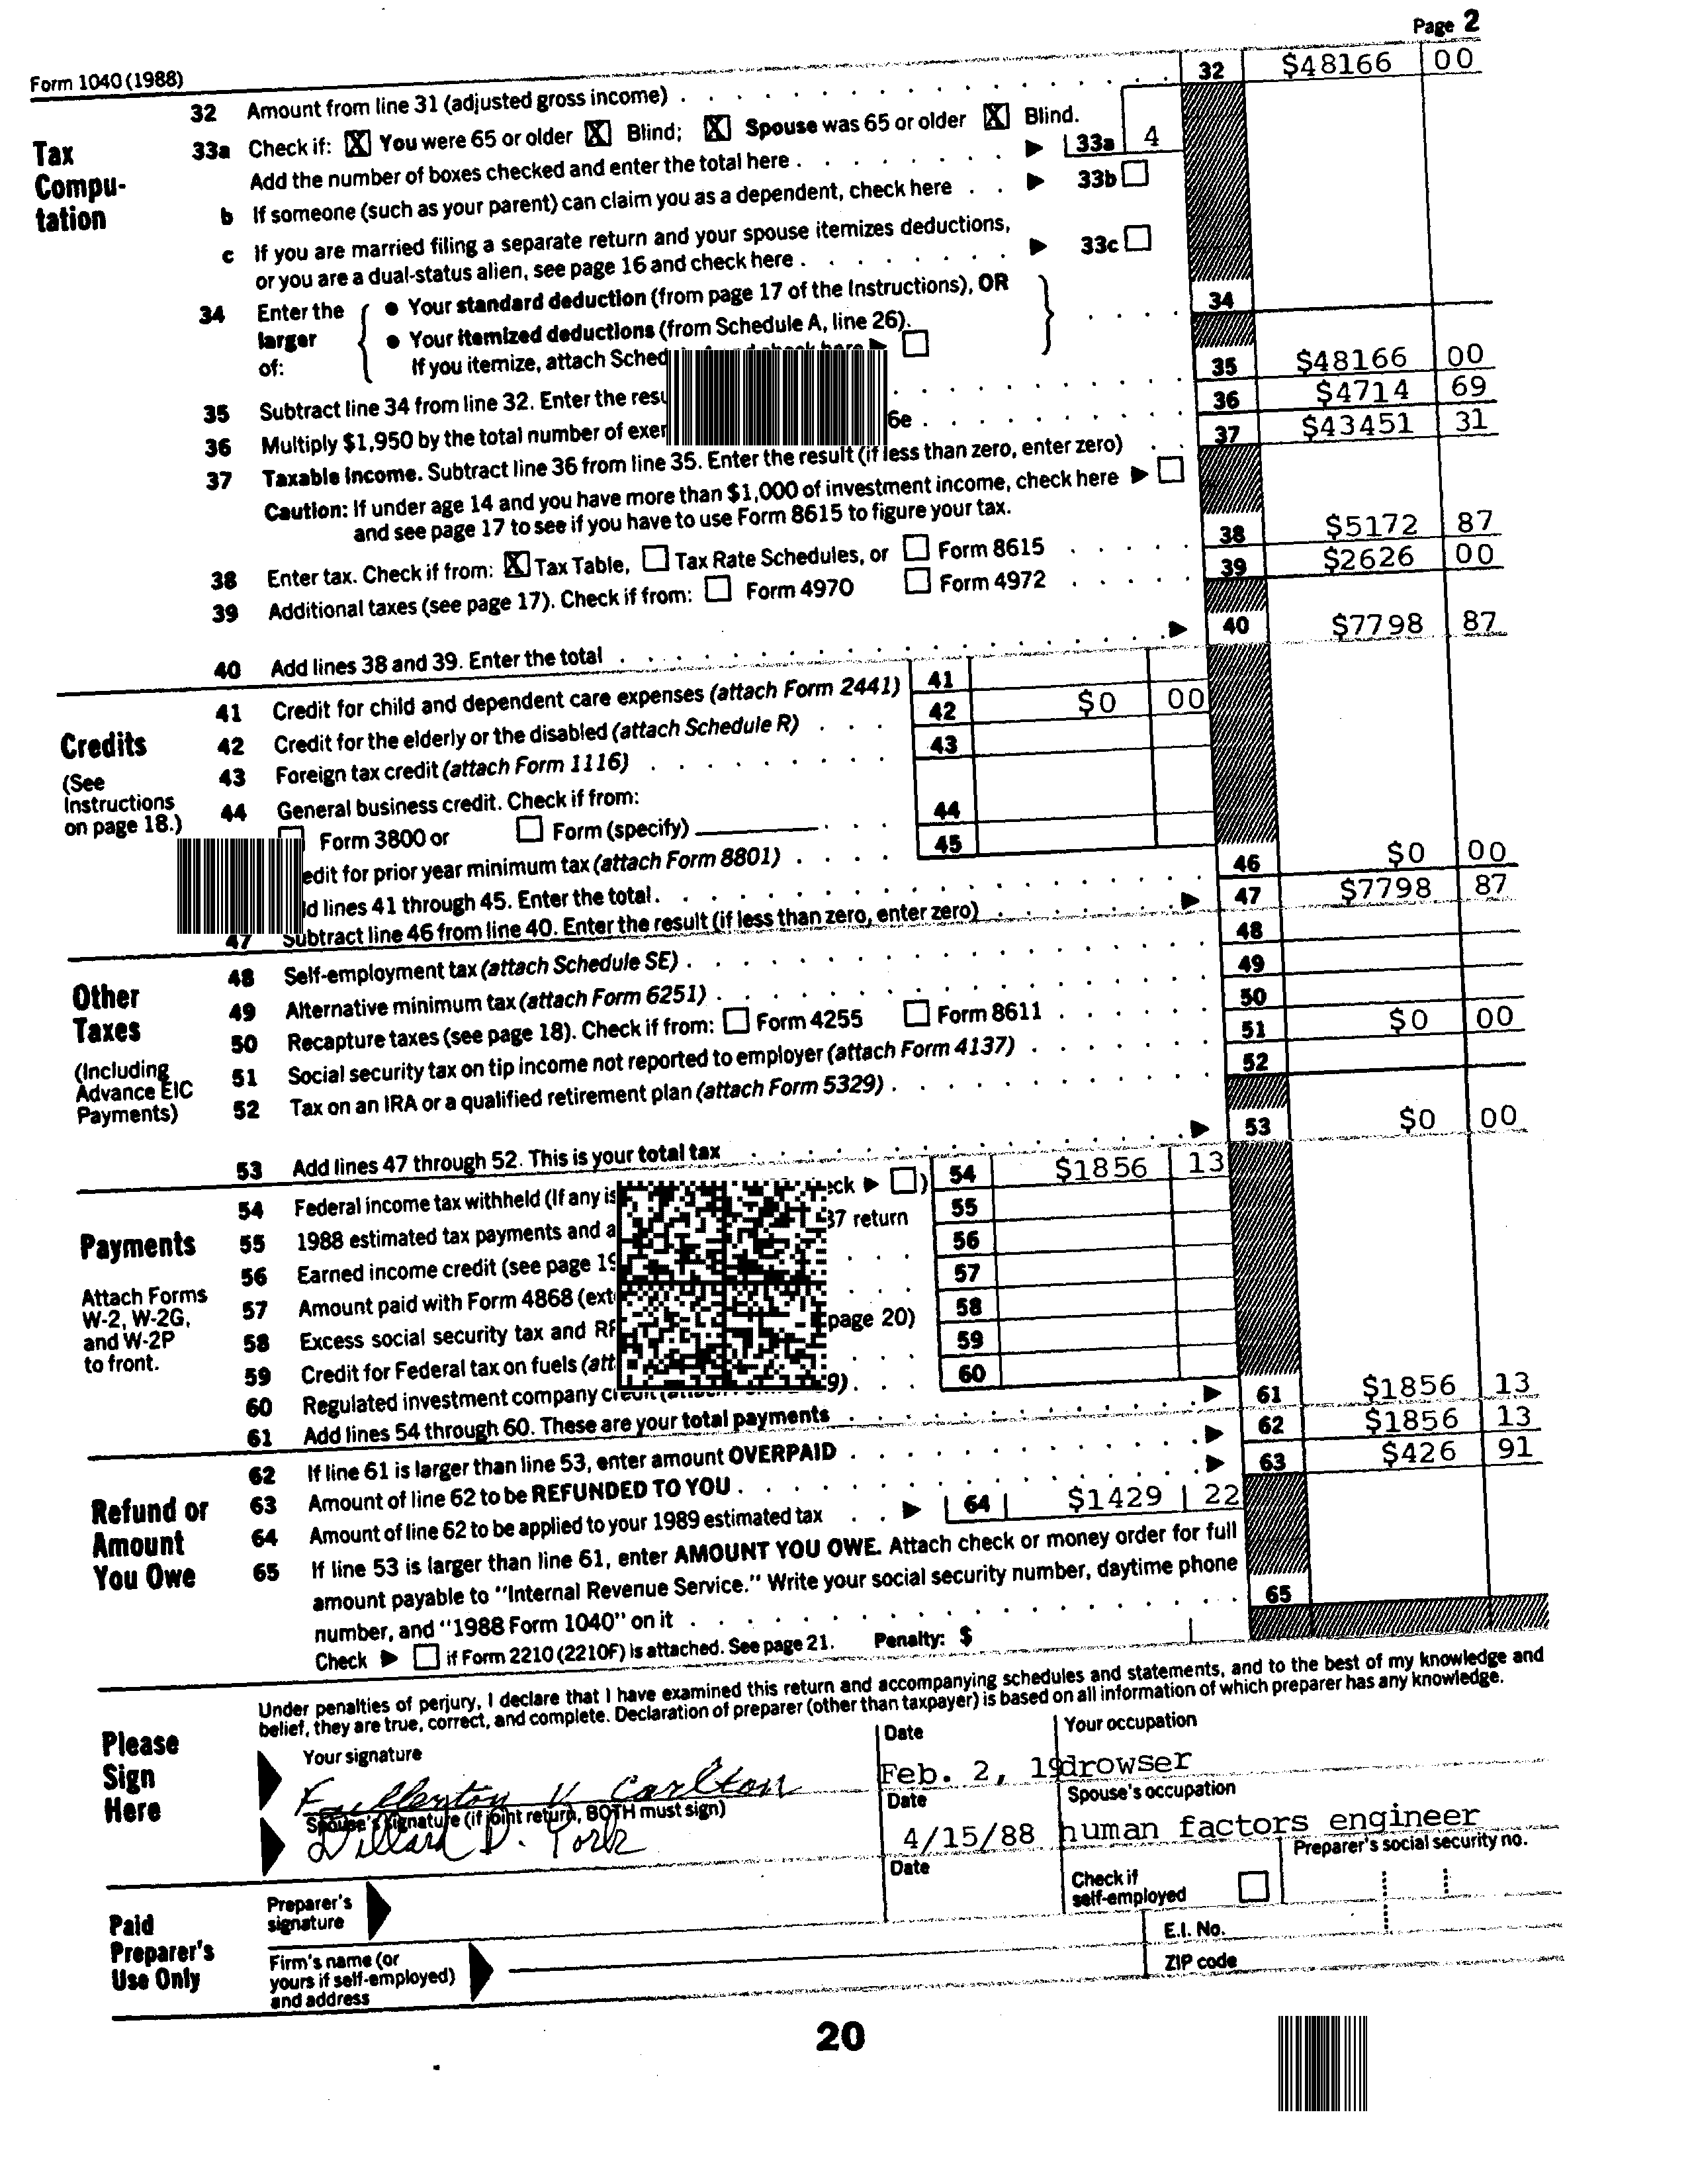 Page 2
Form 1040 (1988)
32 Amount from line 31 (adjusted gross income) 32 $48166 00
Tax Compu-tation
33a Check if: X You were 65 or older X Blind; X Spouse was 65 or older X Blind.
Add the number of boxes checked and enter the total here 33a 4
b If someone (such as your parent) can claim you as a dependent, check here 33b
c If you are married filing a separate return and your spouse itemizes deductions,
or you are a dual-status alien, see page 16 and check here 33c
34 Enter the larger of:
• Your standard deduction (from page 17 of the Instructions), OR
• Your itemized deductions (from Schedule A, line 26).
If you itemize, attach Sched
34
35 Subtract line 34 from line 32. Enter the 35 $48166 00
36 Multiply $1,950 by the total number of 6e 36 $4714 69
37 Taxable income. Subtract line 36 from line 35. Enter the result (if less than zero, enter zero) 37 $43451 31
Caution: If under age 14 and you have more than $1,000 of investment income, check here
and see page 17 to see if you have to use Form 8615 to figure your tax.
38 Enter tax. Check if from: X Tax Table, Tax Rate Schedules, or Form 8615 38 $5172 87
39 Additional taxes (see page 17). Check if from: Form 4970 Form 4972 39 $2626 00
40 Add lines 38 and 39. Enter the total 40 $7798 87
Credits
(See Instructions on page 18.)
41 Credit for child and dependent care expenses (attach Form 2441) 41
42 Credit for the elderly or the disabled (attach Schedule R) 42 $0 00
43 Foreign tax credit (attach Form 1116) 43
44 General business credit. Check if from:
Form 3800 or Form (specify) 44
edit for prior year minimum tax (attach Form 8801) 45
d lines 41 through 45. Enter the total. 46 $0 00
47 Subtract line 46 from line 40. Enter the result (if less than zero, enter zero) 47 $7798 87
Other Taxes
(Including Advance EIC Payments)
48 Self-employment tax (attach Schedule SE) 48
49 Alternative minimum tax (attach Form 6251) 49
50 Recapture taxes (see page 18). Check if from: Form 4255 Form 8611 50
51 Social security tax on tip income not reported to employer (attach Form 4137) 51 $0 00
52 Tax on an IRA or a qualified retirement plan (attach Form 5329) 52
53 Add lines 47 through 52. This is your total tax 53 $0 00
Payments
Attach Forms W-2, W-2G, and W-2P to front.
54 Federal income tax withheld (If any is eck ) 54 $1856 13
55 1988 estimated tax payments and a 87 return 55
56 Earned income credit (see page 19 56
57 Amount paid with Form 4868 (ext 57
58 Excess social security tax and page 20) 58
59 Credit for Federal tax on fuels (att 59
60 Regulated investment company credit 9) 60
61 Add lines 54 through 60. These are your total payments 61 $1856 13
Refund or Amount You Owe
62 If line 61 is larger than line 53, enter amount OVERPAID 62 $1856 13
63 Amount of line 62 to be REFUNDED TO YOU 63 $426 91
64 Amount of line 62 to be applied to your 1989 estimated tax 64 $1429 22
65 If line 53 is larger than line 61, enter AMOUNT YOU OWE. Attach check or money order for full
amount payable to "Internal Revenue Service." Write your social security number, daytime phone
number, and "1988 Form 1040" on it 65
Check if Form 2210 (2210F) is attached. See page 21. Penalty: $
Please Sign Here
Under penalties of perjury, I declare that I have examined this return and accompanying schedules and statements, and to the best of my knowledge and
belief, they are true, correct, and complete. Declaration of preparer (other than taxpayer) is based on all information of which preparer has any knowledge.
Your signature Date Your occupation
Fullerton V Carlton Feb. 2, 19 drowser
Spouse's signature (if joint return, BOTH must sign) Date Spouse's occupation
Dillard D. York 4/15/88 human factors engineer
Paid Preparer's Use Only
Preparer's signature Date Check if self-employed Preparer's social security no.
Firm's name (or yours if self-employed) and address E.I. No.
ZIP code
20